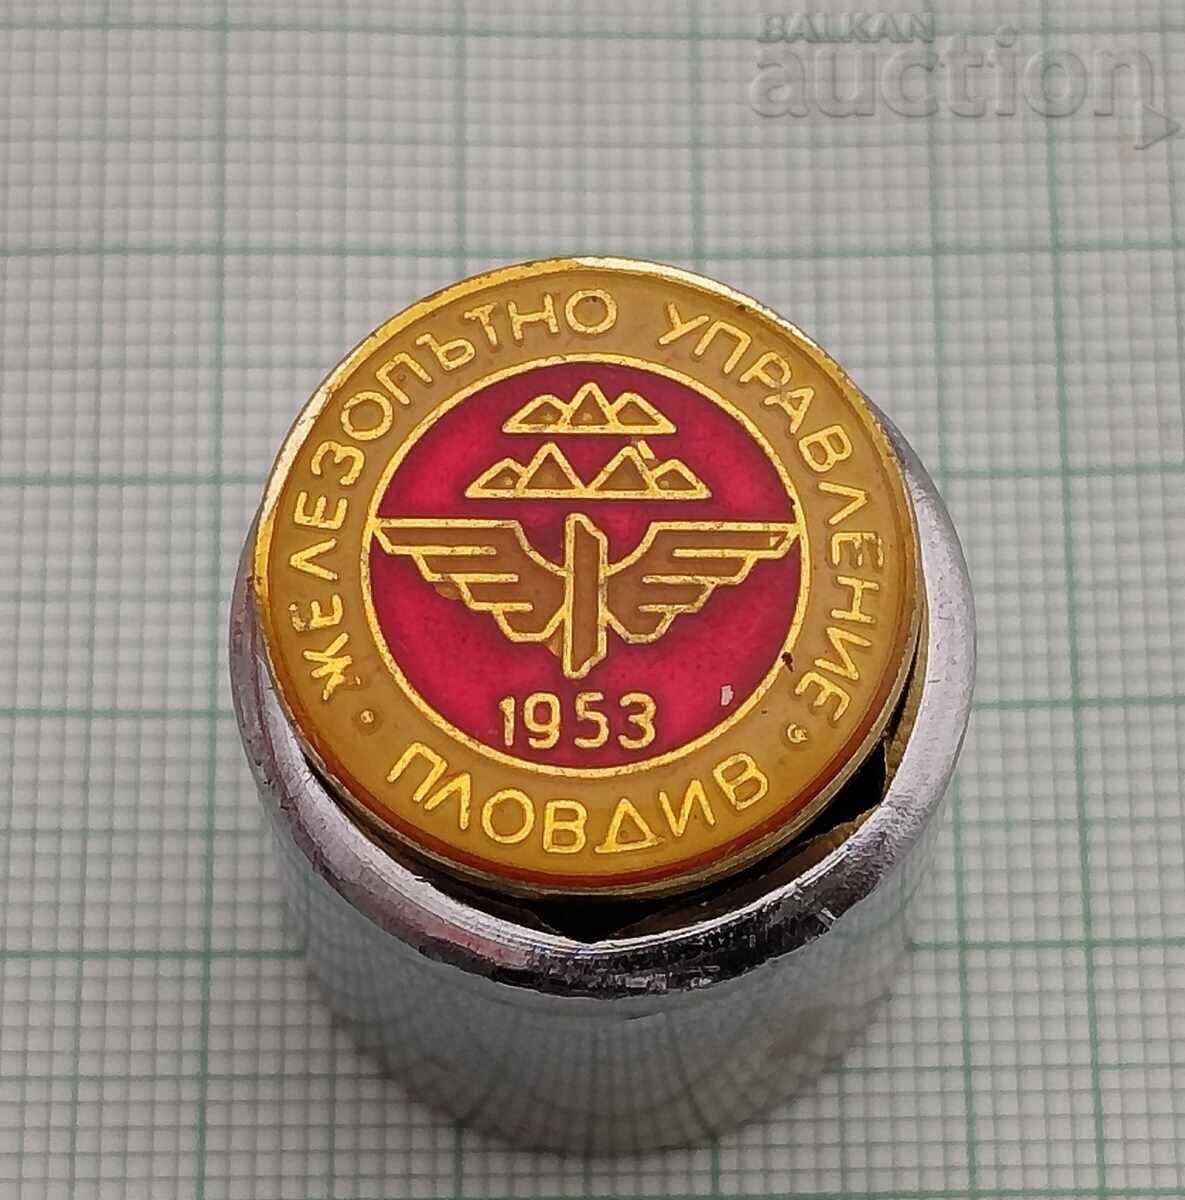 BALKAN
auction
ЖЕЛЕЗОПЪТНО УПРАВЛЕНИЕ
1953
· ПЛОВДИВ ·